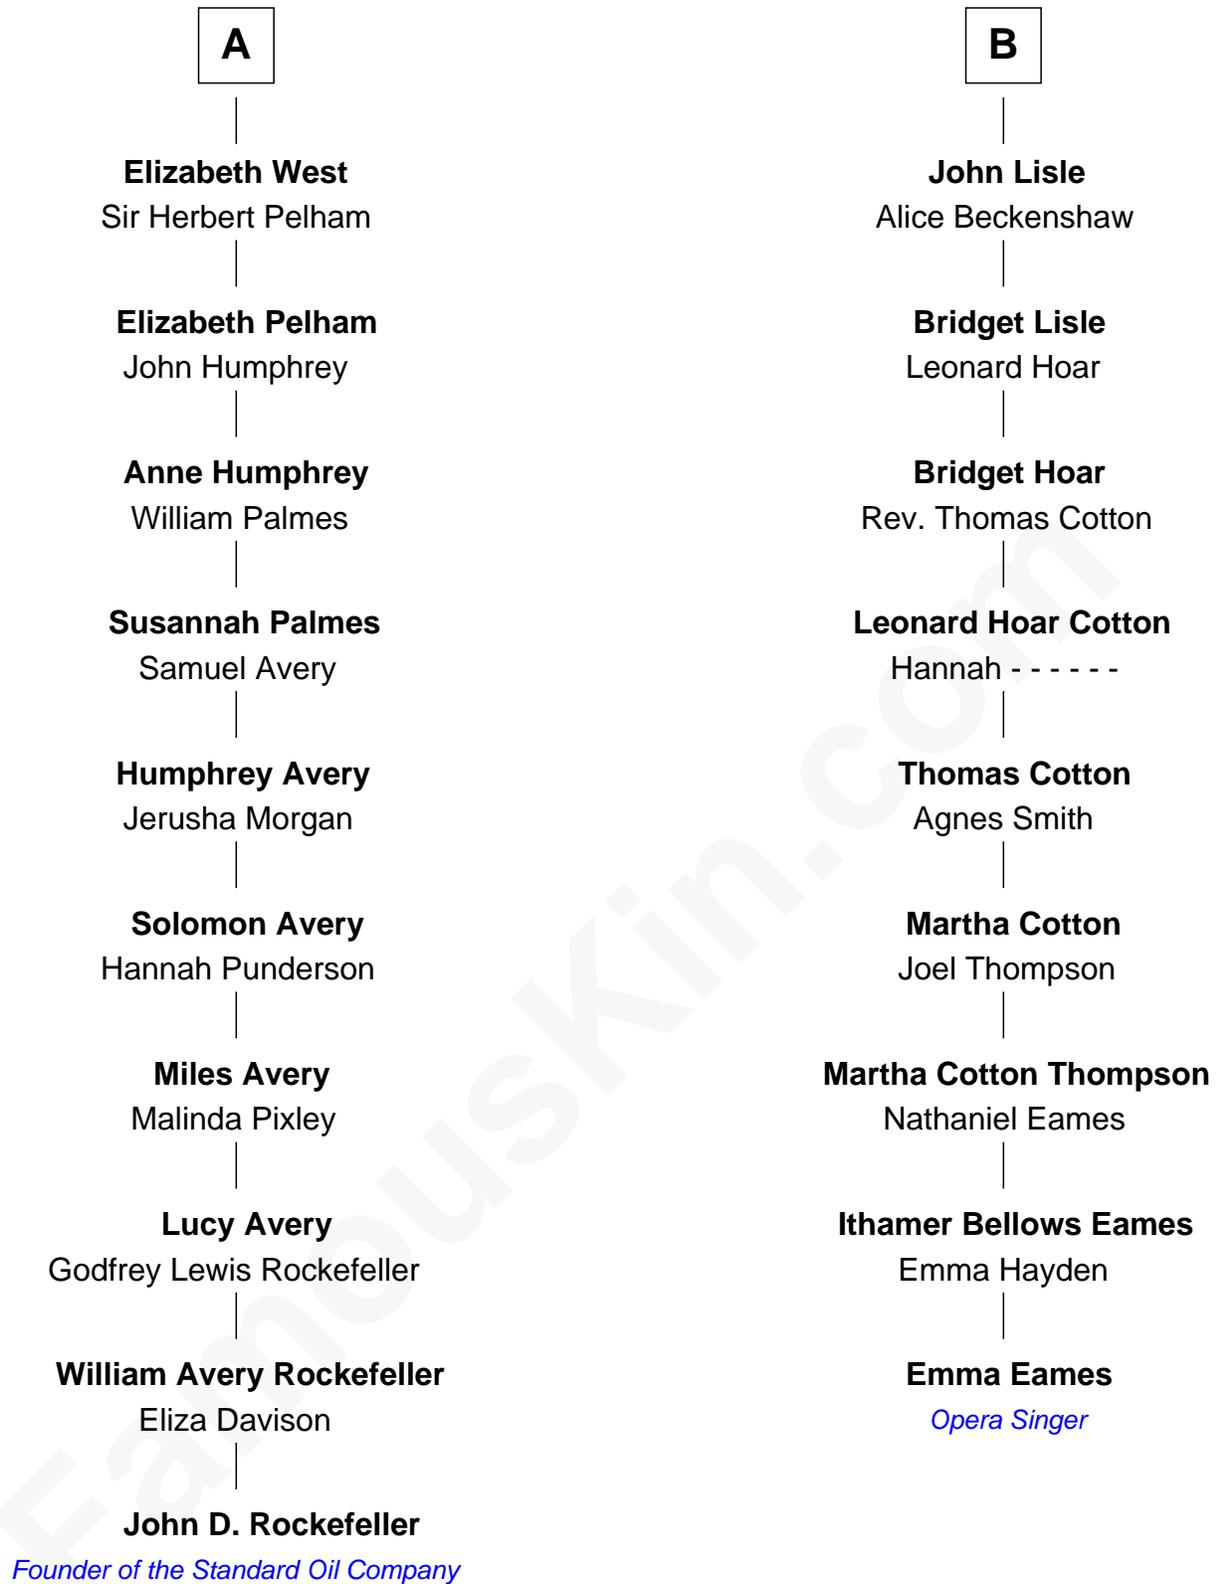 A
Elizabeth West
Sir Herbert Pelham
Elizabeth Pelham
John Humphrey
Anne Humphrey
William Palmes
Susannah Palmes
Samuel Avery
Humphrey Avery
Jerusha Morgan
Solomon Avery
Hannah Punderson
Miles Avery
Malinda Pixley
Lucy Avery
Godfrey Lewis Rockefeller
William Avery Rockefeller
Eliza Davison
John D. Rockefeller
Founder of the Standard Oil Company
B
John Lisle
Alice Beckenshaw
Bridget Lisle
Leonard Hoar
Bridget Hoar
Rev. Thomas Cotton
Leonard Hoar Cotton
Hannah - - - - - -
Thomas Cotton
Agnes Smith
Martha Cotton
Joel Thompson
Martha Cotton Thompson
Nathaniel Eames
Ithamer Bellows Eames
Emma Hayden
Emma Eames
Opera Singer
FamousKin.com